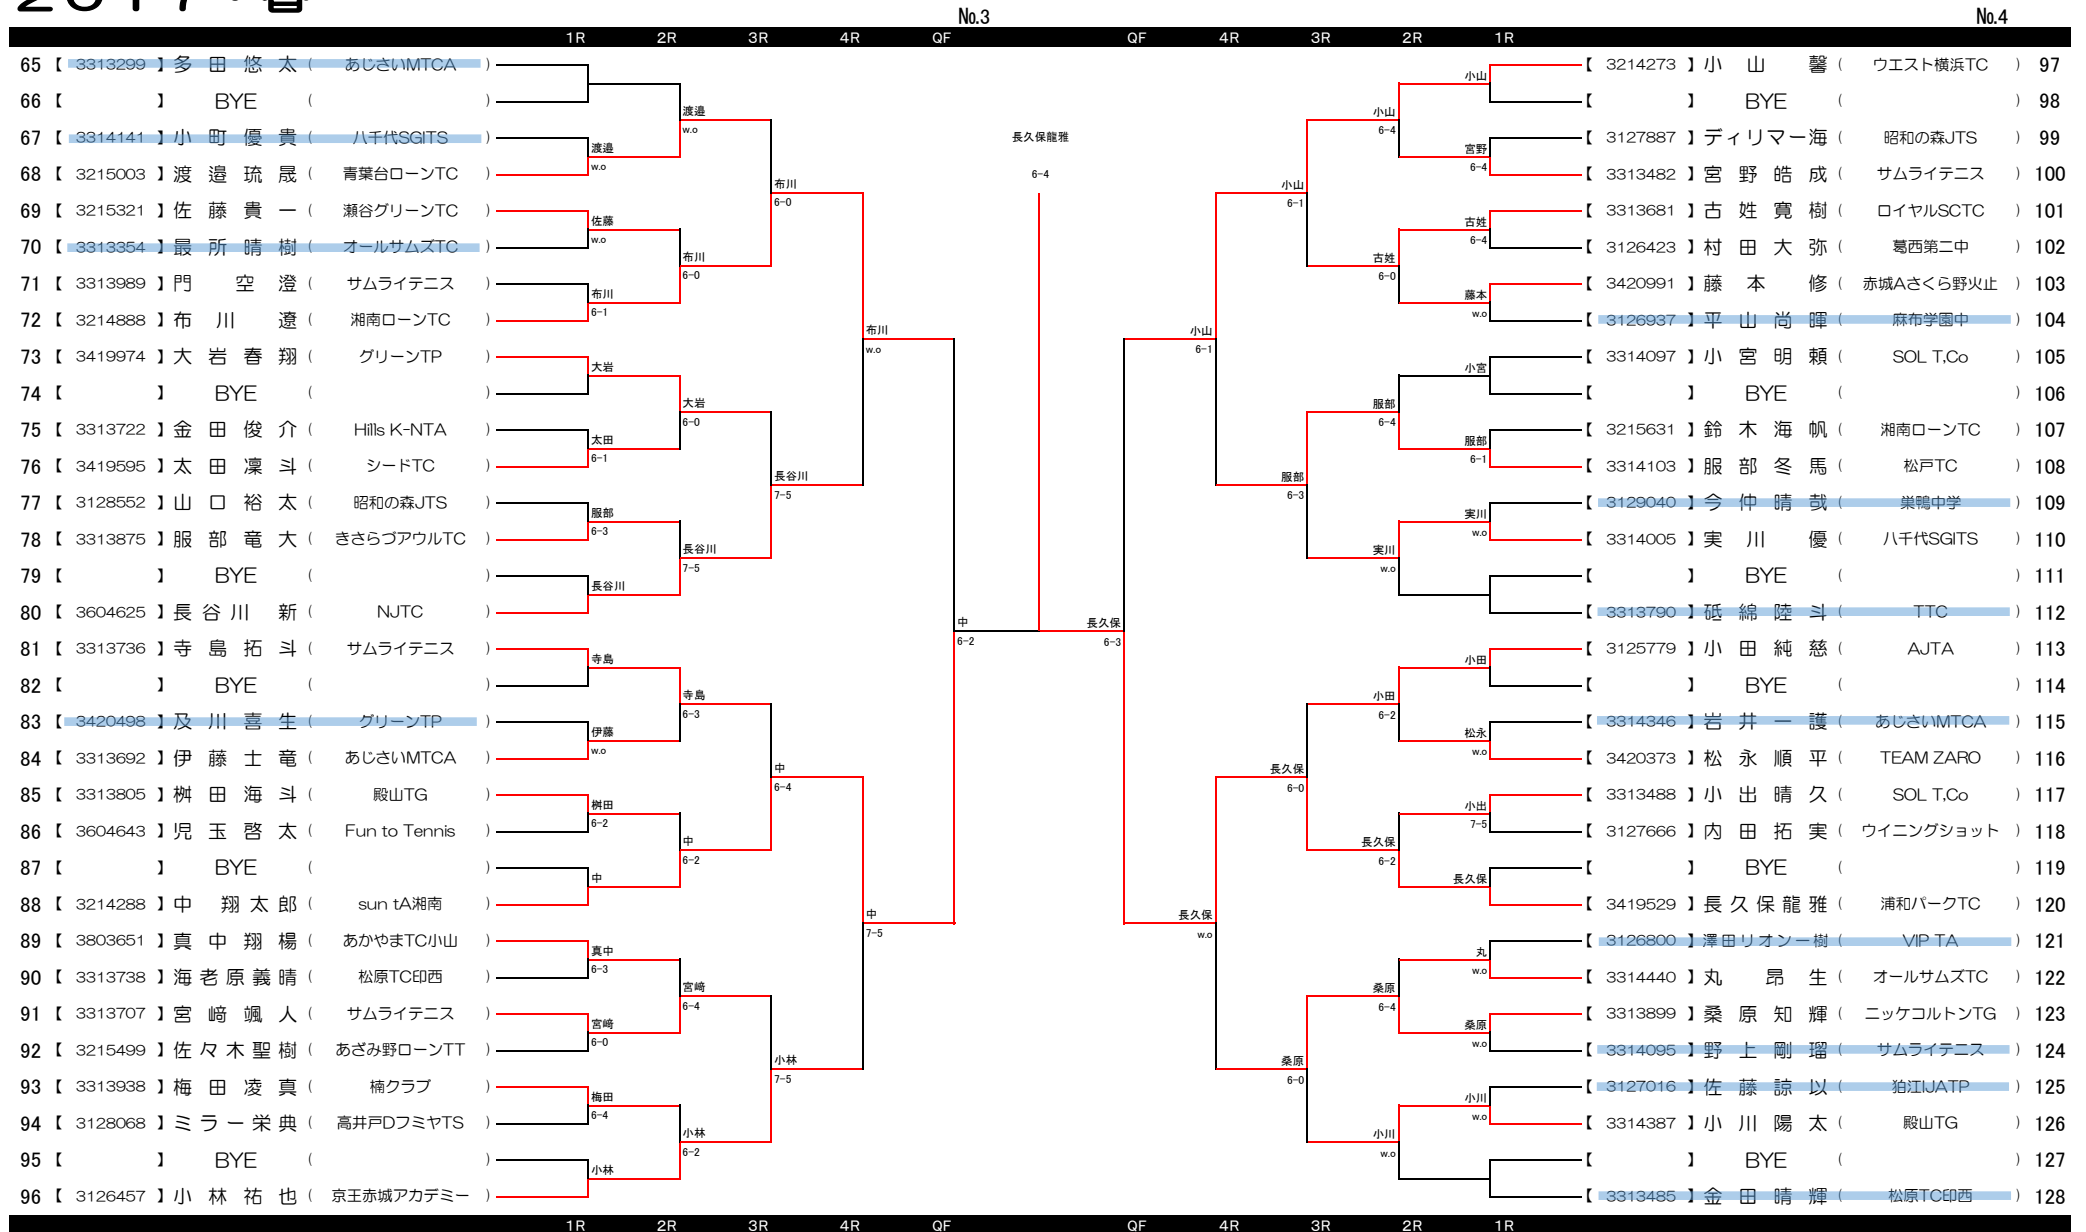 2017・春
No.3 No.4
1R 2R 3R 4R QF QF 4R 3R 2R 1R
65 【 3313299 】 多田悠太 ( あじさいMTCA )
66 【 】 BYE ( )
67 【 3314141 】 小町優貴 ( 八千代SGITS )
68 【 3215003 】 渡邉琉晟 ( 青葉台ローンTC )
69 【 3215321 】 佐藤貴一 ( 瀬谷グリーンTC )
70 【 3313354 】 最所晴樹 ( オールサムズTC )
71 【 3313989 】 門空澄 ( サムライテニス )
72 【 3214888 】 布川遼 ( 湘南ローンTC )
73 【 3419974 】 大岩春翔 ( グリーンTP )
74 【 】 BYE ( )
75 【 3313722 】 金田俊介 ( Hills K-NTA )
76 【 3419595 】 太田凜斗 ( シードTC )
77 【 3128552 】 山口裕太 ( 昭和の森JTS )
78 【 3313875 】 服部竜大 ( きさらづアウルTC )
79 【 】 BYE ( )
80 【 3604625 】 長谷川新 ( NJTC )
81 【 3313736 】 寺島拓斗 ( サムライテニス )
82 【 】 BYE ( )
83 【 3420498 】 及川喜生 ( グリーンTP )
84 【 3313692 】 伊藤士竜 ( あじさいMTCA )
85 【 3313805 】 桝田海斗 ( 殿山TG )
86 【 3604643 】 児玉啓太 ( Fun to Tennis )
87 【 】 BYE ( )
88 【 3214288 】 中翔太郎 ( sun tA湘南 )
89 【 3803651 】 真中翔楊 ( あかやまTC小山 )
90 【 3313738 】 海老原義晴 ( 松原TC印西 )
91 【 3313707 】 宮﨑颯人 ( サムライテニス )
92 【 3215499 】 佐々木聖樹 ( あざみ野ローンTT )
93 【 3313938 】 梅田凌真 ( 楠クラブ )
94 【 3128068 】 ミラー栄典 ( 高井戸DフミヤTS )
95 【 】 BYE ( )
96 【 3126457 】 小林祐也 ( 京王赤城アカデミー )
渡邉 w.o
佐藤 w.o
布川 6-1
大岩
太田 6-1
服部 6-3
長谷川
寺島
伊藤 w.o
桝田 6-2
中
真中 6-3
宮﨑 6-0
梅田 6-4
小林
渡邉 w.o
布川 6-0
大岩 6-0
長谷川 7-5
寺島 6-3
中 6-2
宮﨑 6-4
小林 6-2
布川 6-0
長谷川 7-5
中 6-4
小林 7-5
布川 w.o
中 7-5
中 6-2
長久保龍雅
6-4
長久保 6-3
小山 6-1
長久保 w.o
小山 6-1
服部 6-3
長久保 6-0
桑原 6-0
小山 6-4
古姓 6-0
服部 6-4
実川 w.o
小田 6-2
長久保 6-2
桑原 6-4
小川 w.o
小山
宮野 6-4
古姓 6-4
藤本 w.o
小宮
服部 6-1
実川 w.o
小田
松永 w.o
小出 7-5
長久保
丸 w.o
桑原 w.o
小川 w.o
【 3214273 】 小山馨 ( ウエスト横浜TC ) 97
【 】 BYE ( ) 98
【 3127887 】 ディリマー海 ( 昭和の森JTS ) 99
【 3313482 】 宮野皓成 ( サムライテニス ) 100
【 3313681 】 古姓寛樹 ( ロイヤルSCTC ) 101
【 3126423 】 村田大弥 ( 葛西第二中 ) 102
【 3420991 】 藤本修 ( 赤城Aさくら野火止 ) 103
【 3126937 】 平山尚暉 ( 麻布学園中 ) 104
【 3314097 】 小宮明頼 ( SOL T,Co ) 105
【 】 BYE ( ) 106
【 3215631 】 鈴木海帆 ( 湘南ローンTC ) 107
【 3314103 】 服部冬馬 ( 松戸TC ) 108
【 3129040 】 今仲晴哉 ( 巣鴨中学 ) 109
【 3314005 】 実川優 ( 八千代SGITS ) 110
【 】 BYE ( ) 111
【 3313790 】 砥綿陸斗 ( TTC ) 112
【 3125779 】 小田純慈 ( AJTA ) 113
【 】 BYE ( ) 114
【 3314346 】 岩井一護 ( あじさいMTCA ) 115
【 3420373 】 松永順平 ( TEAM ZARO ) 116
【 3313488 】 小出晴久 ( SOL T,Co ) 117
【 3127666 】 内田拓実 ( ウイニングショット ) 118
【 】 BYE ( ) 119
【 3419529 】 長久保龍雅 ( 浦和パークTC ) 120
【 3126800 】 澤田リオン一樹 ( VIP TA ) 121
【 3314440 】 丸昂生 ( オールサムズTC ) 122
【 3313899 】 桑原知輝 ( ニッケコルトンTG ) 123
【 3314095 】 野上剛瑠 ( サムライテニス ) 124
【 3127016 】 佐藤諒以 ( 狛江IJATP ) 125
【 3314387 】 小川陽太 ( 殿山TG ) 126
【 】 BYE ( ) 127
【 3313485 】 金田晴輝 ( 松原TC印西 ) 128
1R 2R 3R 4R QF QF 4R 3R 2R 1R